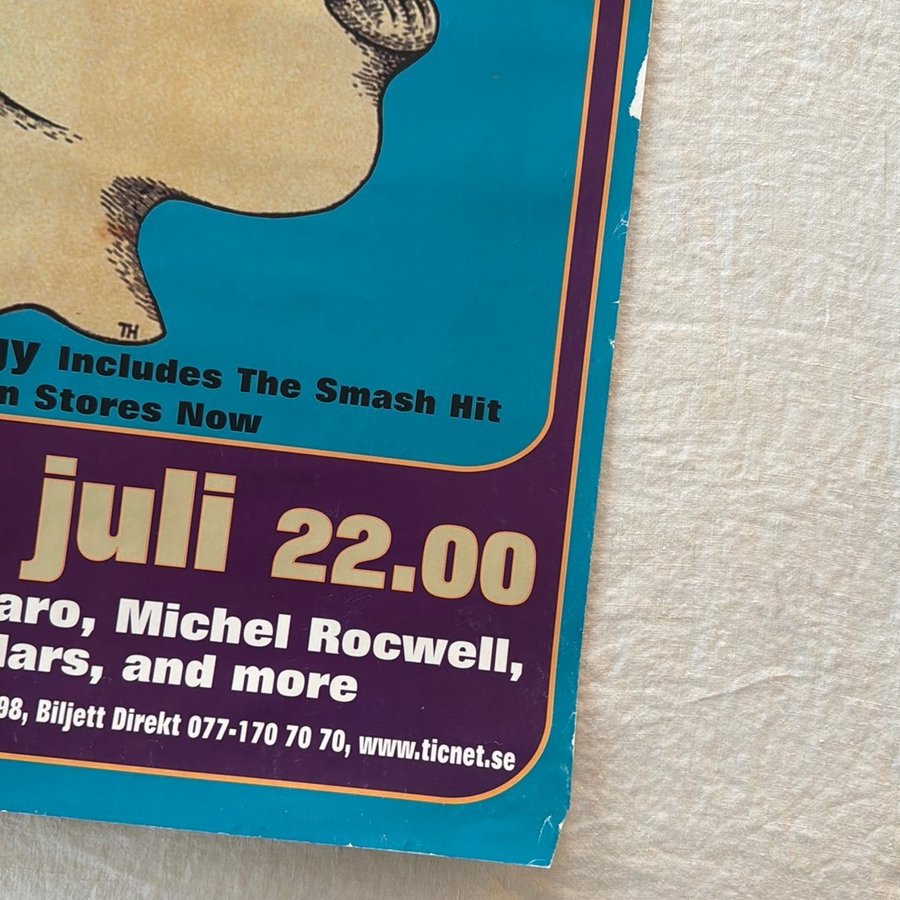 TH
gy Includes The Smash Hit
n Stores Now
juli 22.00
aro, Michel Rocwell,
lars, and more
98, Biljett Direkt 077-170 70 70, www.ticnet.se